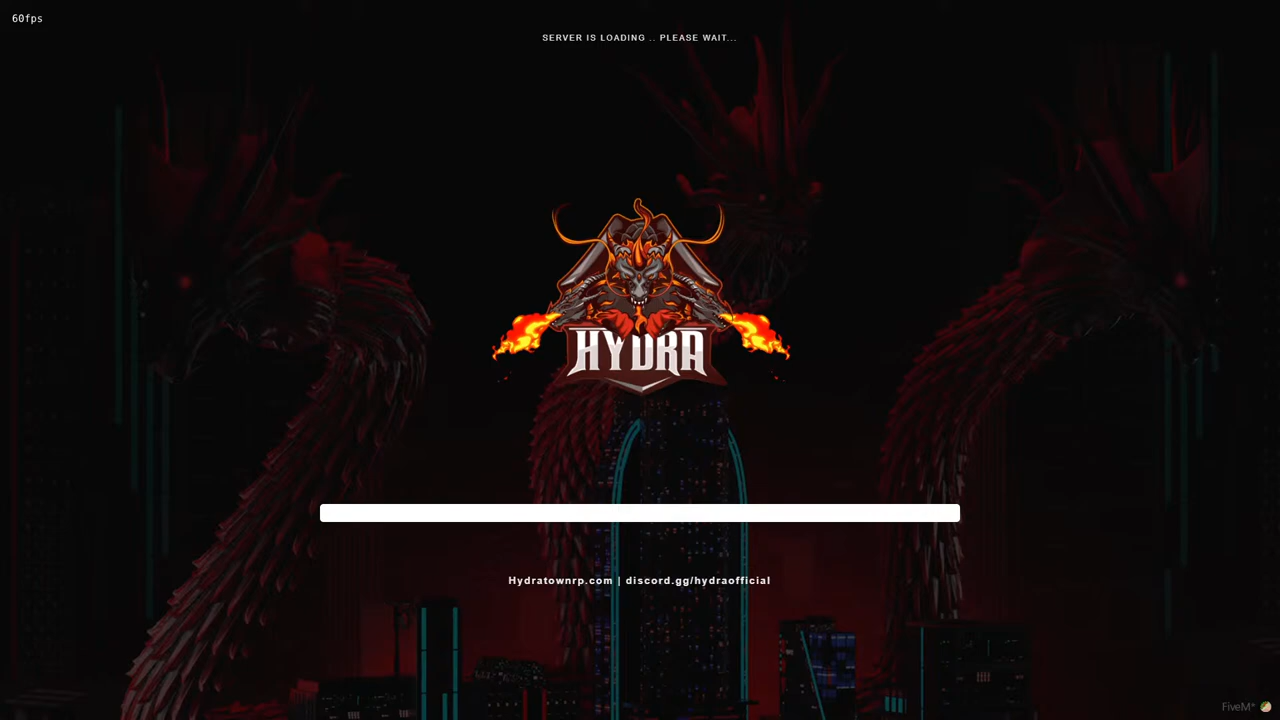 60fps
SERVER IS LOADING .. PLEASE WAIT...
HYDRA
Hydratownrp.com | discord.gg/hydraofficial
FiveM*